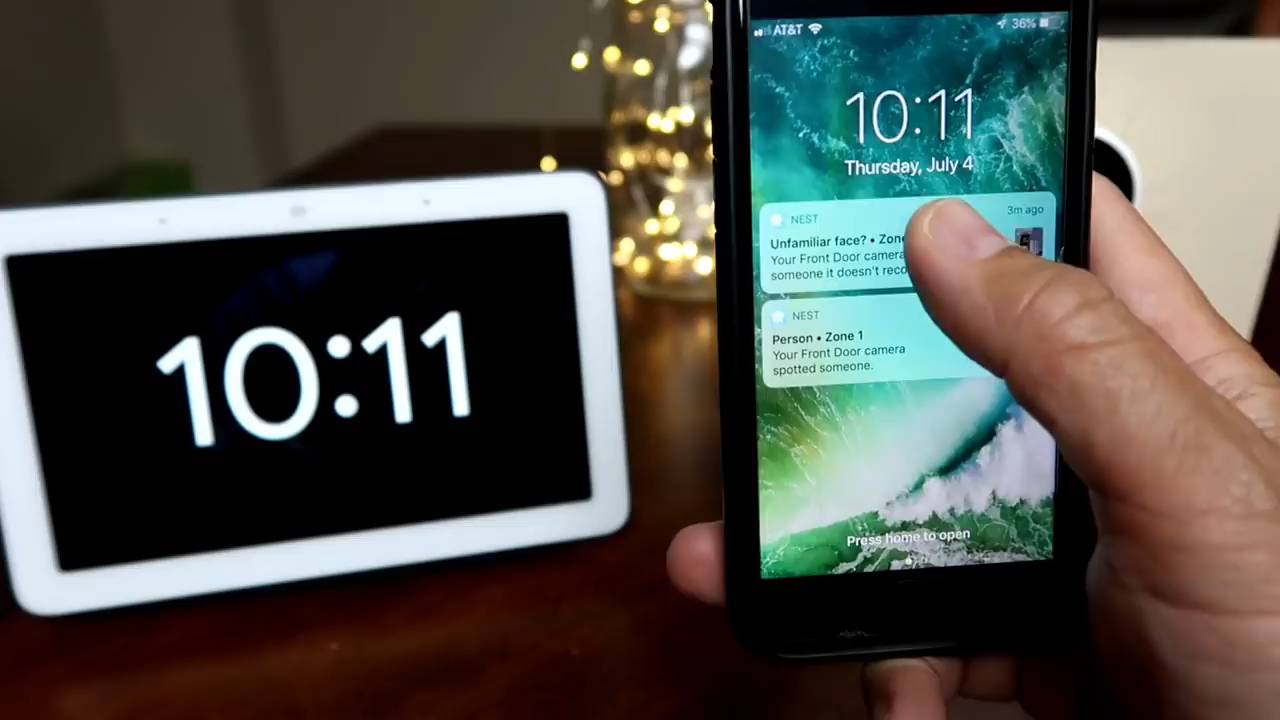 10:11
AT&T
36%
10:11
Thursday, July 4
NEST
3m ago
Unfamiliar face? • Zone
Your Front Door camera
someone it doesn't reco
NEST
Person • Zone 1
Your Front Door camera
spotted someone.
Press home to open